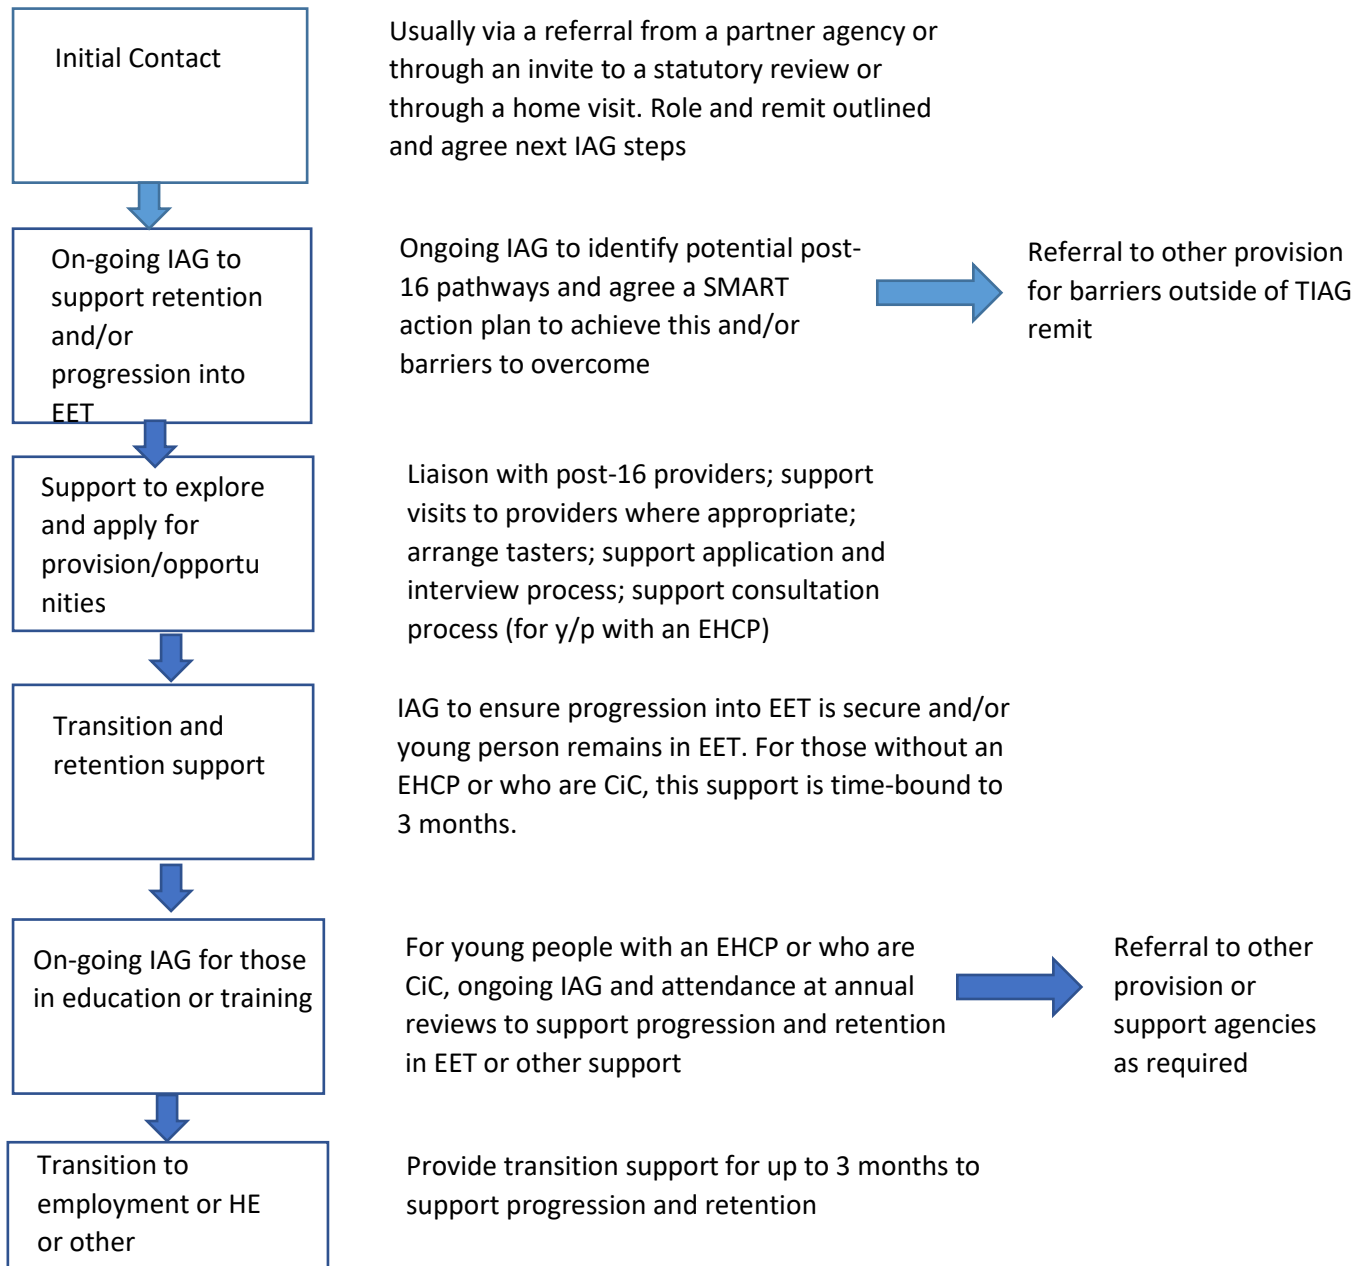 Initial Contact
Usually via a referral from a partner agency or
through an invite to a statutory review or
through a home visit. Role and remit outlined
and agree next IAG steps
On-going IAG to
support retention
and/or
progression into
EET
Ongoing IAG to identify potential post-
16 pathways and agree a SMART
action plan to achieve this and/or
barriers to overcome
Referral to other provision
for barriers outside of TIAG
remit
Support to explore
and apply for
provision/opportu
nities
Liaison with post-16 providers; support
visits to providers where appropriate;
arrange tasters; support application and
interview process; support consultation
process (for y/p with an EHCP)
Transition and
retention support
IAG to ensure progression into EET is secure and/or
young person remains in EET. For those without an
EHCP or who are CiC, this support is time-bound to
3 months.
On-going IAG for those
in education or training
For young people with an EHCP or who are
CiC, ongoing IAG and attendance at annual
reviews to support progression and retention
in EET or other support
Referral to other
provision or
support agencies
as required
Transition to
employment or HE
or other
Provide transition support for up to 3 months to
support progression and retention